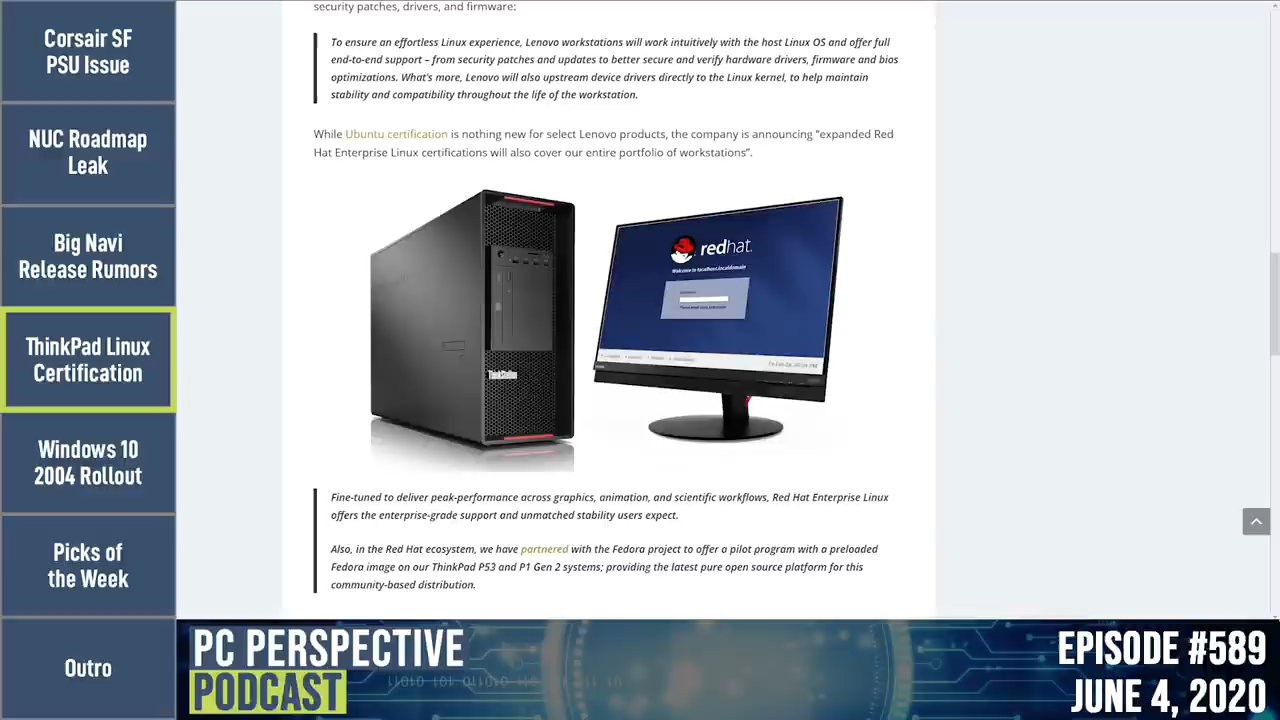 Corsair SF
PSU Issue
NUC Roadmap
Leak
Big Navi
Release Rumors
ThinkPad Linux
Certification
Windows 10
2004 Rollout
Picks of
the Week
Outro
security patches, drivers, and firmware:
To ensure an effortless Linux experience, Lenovo workstations will work intuitively with the host Linux OS and offer full
end-to-end support – from security patches and updates to better secure and verify hardware drivers, firmware and bios
optimizations. What's more, Lenovo will also upstream device drivers directly to the Linux kernel, to help maintain
stability and compatibility throughout the life of the workstation.
While Ubuntu certification is nothing new for select Lenovo products, the company is announcing "expanded Red
Hat Enterprise Linux certifications will also cover our entire portfolio of workstations".
redhat.
Welcome to localhost.localdomain
ThinkStation
Fine-tuned to deliver peak-performance across graphics, animation, and scientific workflows, Red Hat Enterprise Linux
offers the enterprise-grade support and unmatched stability users expect.
Also, in the Red Hat ecosystem, we have partnered with the Fedora project to offer a pilot program with a preloaded
Fedora image on our ThinkPad P53 and P1 Gen 2 systems; providing the latest pure open source platform for this
community-based distribution.
PC PERSPECTIVE
PODCAST
EPISODE #589
JUNE 4, 2020